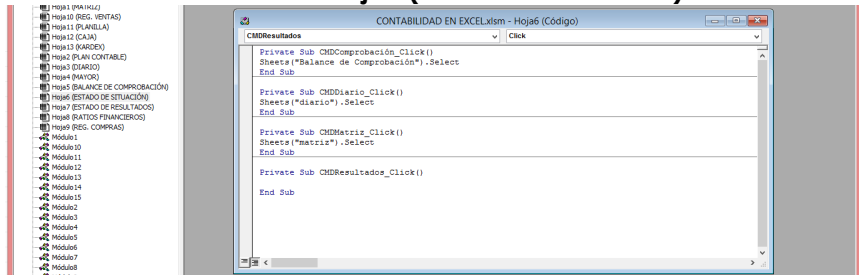 Hoja1 (MATRIZ)
Hoja10 (REG. VENTAS)
Hoja11 (PLANILLA)
Hoja12 (CAJA)
Hoja13 (KARDEX)
Hoja2 (PLAN CONTABLE)
Hoja3 (DIARIO)
Hoja4 (MAYOR)
Hoja5 (BALANCE DE COMPROBACIÓN)
Hoja6 (ESTADO DE SITUACIÓN)
Hoja7 (ESTADO DE RESULTADOS)
Hoja8 (RATIOS FINANCIEROS)
Hoja9 (REG. COMPRAS)
Módulo1
Módulo10
Módulo11
Módulo12
Módulo13
Módulo14
Módulo15
Módulo2
Módulo3
Módulo4
Módulo5
Módulo6
Módulo7
Módulo8
CONTABILIDAD EN EXCEL.xlsm - Hoja6 (Código)
CMDResultados
Click
Private Sub CMDComprobación_Click()
Sheets("Balance de Comprobación").Select
End Sub
Private Sub CMDDiario_Click()
Sheets("diario").Select
End Sub
Private Sub CMDMatriz_Click()
Sheets("matriz").Select
End Sub
Private Sub CMDResultados_Click()
End Sub